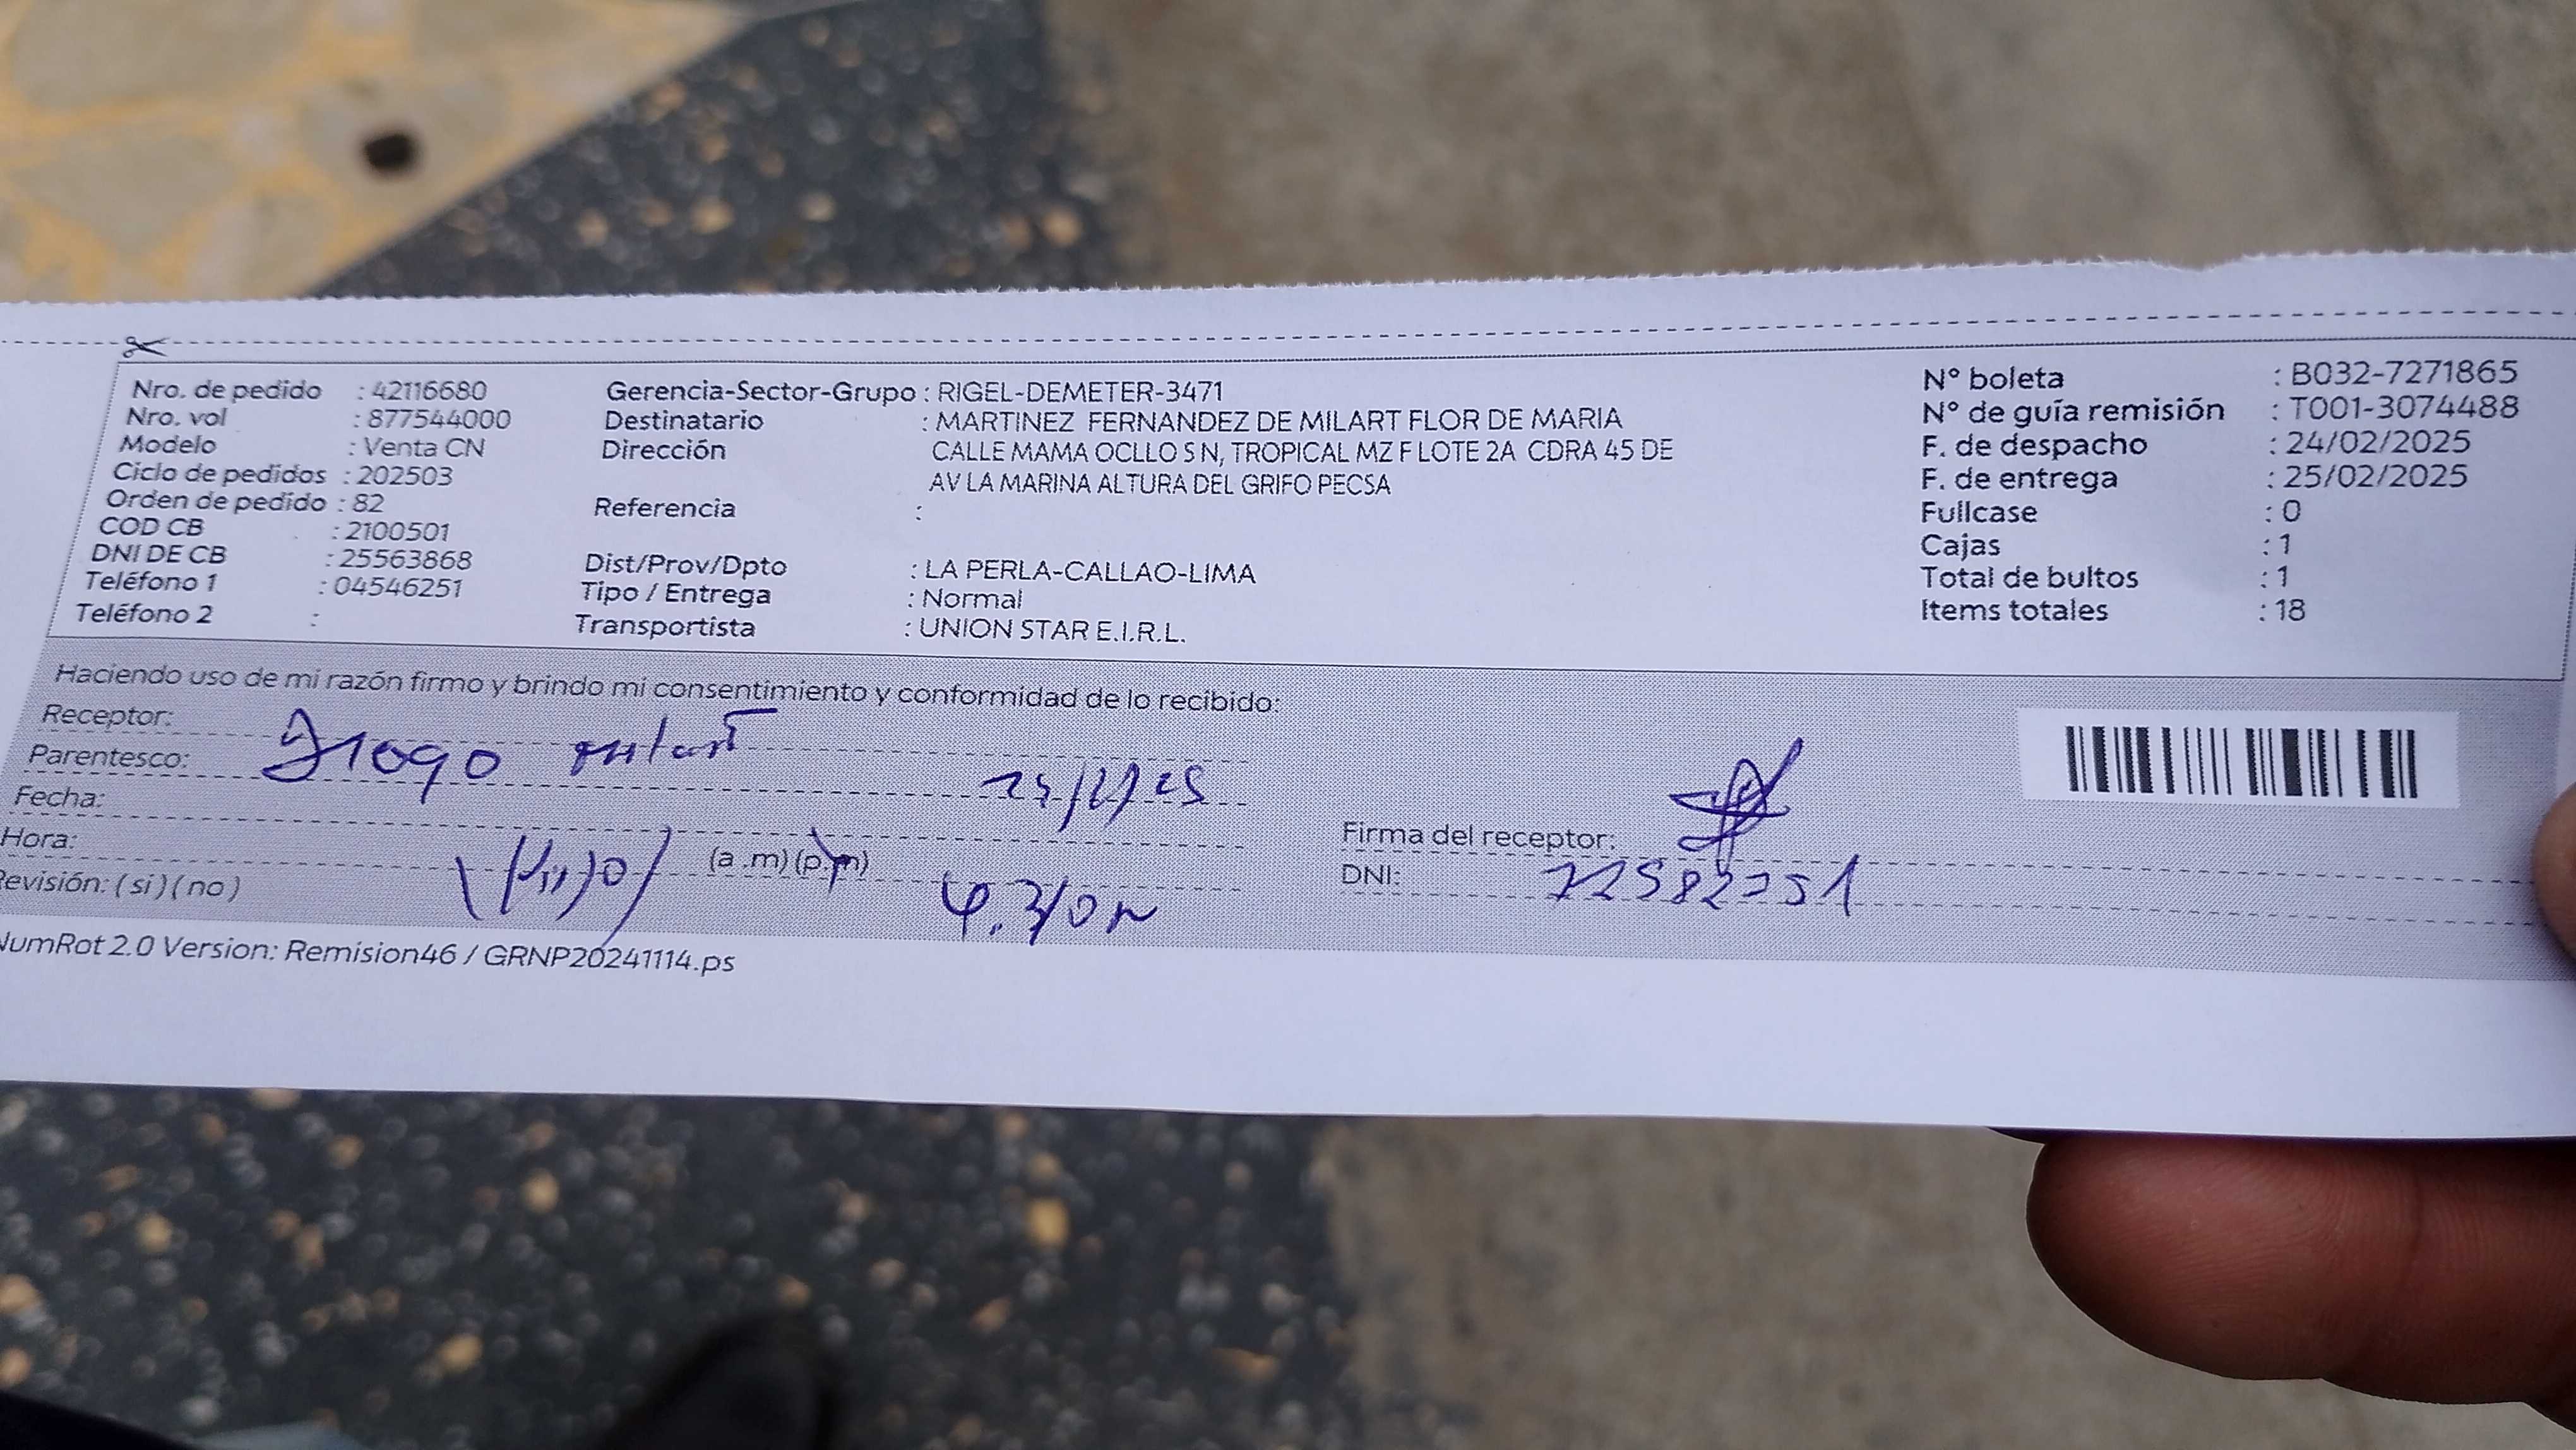 Nro. de pedido : 42116680
Nro. vol : 877544000
Modelo : Venta CN
Ciclo de pedidos : 202503
Orden de pedido : 82
COD CB : 2100501
DNI DE CB : 25563868
Teléfono 1 : 04546251
Teléfono 2 :
Gerencia-Sector-Grupo : RIGEL-DEMETER-3471
Destinatario : MARTINEZ FERNANDEZ DE MILART FLOR DE MARIA
Dirección CALLE MAMA OCLLO S N, TROPICAL MZ F LOTE 2A CDRA 45 DE
AV LA MARINA ALTURA DEL GRIFO PECSA
Referencia :
Dist/Prov/Dpto : LA PERLA-CALLAO-LIMA
Tipo / Entrega : Normal
Transportista : UNION STAR E.I.R.L.
N° boleta : B032-7271865
N° de guía remisión : T001-3074488
F. de despacho : 24/02/2025
F. de entrega : 25/02/2025
Fullcase : 0
Cajas : 1
Total de bultos : 1
Items totales : 18
Haciendo uso de mi razón firmo y brindo mi consentimiento y conformidad de lo recibido:
Receptor:
Parentesco:
Fecha:
Hora: (a .m) (p.m)
Revisión: ( si ) ( no )
Firma del receptor:
DNI:
NumRot 2.0 Version: Remision46 / GRNP20241114.ps